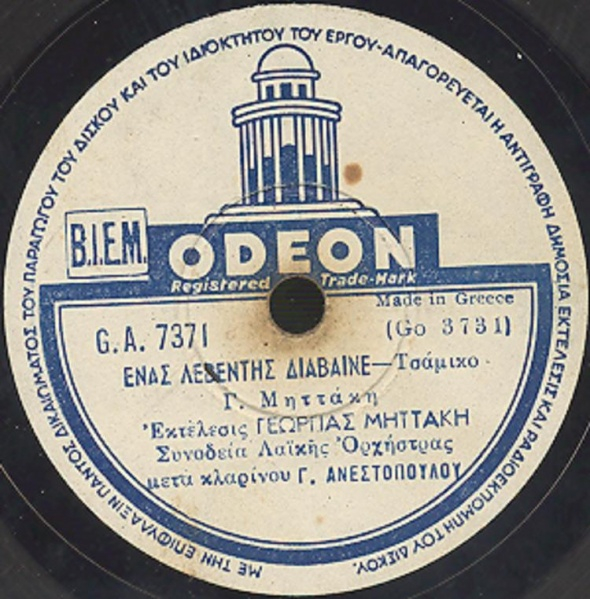 ΜΕ ΤΗΝ ΕΠΙΦΥΛΑΞΙΝ ΠΑΝΤΟΣ ΔΙΚΑΙΩΜΑΤΟΣ ΤΟΥ ΠΑΡΑΓΩΓΟΥ ΤΟΥ ΔΙΣΚΟΥ ΚΑΙ ΤΟΥ ΙΔΙΟΚΤΗΤΟΥ ΤΟΥ ΕΡΓΟΥ-ΑΠΑΓΟΡΕΥΕΤΑΙ Η ΑΝΤΙΓΡΑΦΗ ΔΗΜΟΣΙΑ ΕΚΤΕΛΕΣΙΣ ΚΑΙ ΡΑΔΙΟΕΚΠΟΜΠΗ ΤΟΥ ΔΙΣΚΟΥ.
B.I.E.M. ODEON
Registered Trade-Mark
Made in Greece
G.A. 7371 (Go 3731)
ΕΝΑΣ ΛΕΒΕΝΤΗΣ ΔΙΑΒΑΙΝΕ—Τσάμικο
Γ. Μηττάκη
Ἐκτέλεσις ΓΕΩΡΓΙΑΣ ΜΗΤΤΑΚΗ
Συνοδεία Λαϊκῆς Ὀρχήστρας
μετὰ κλαρίνου Γ. ΑΝΕΣΤΟΠΟΥΛΟΥ